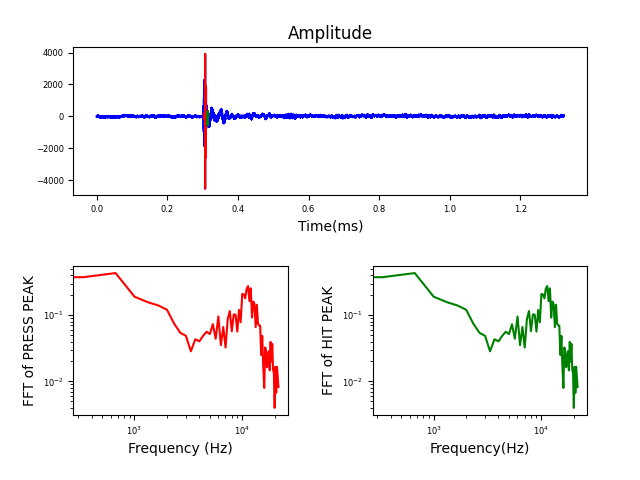 Amplitude
4000
2000
0
−2000
−4000
0.0 0.2 0.4 0.6 0.8 1.0 1.2
Time(ms)
FFT of PRESS PEAK
10⁻¹
10⁻²
10³ 10⁴
Frequency (Hz)
FFT of HIT PEAK
10⁻¹
10⁻²
10³ 10⁴
Frequency(Hz)